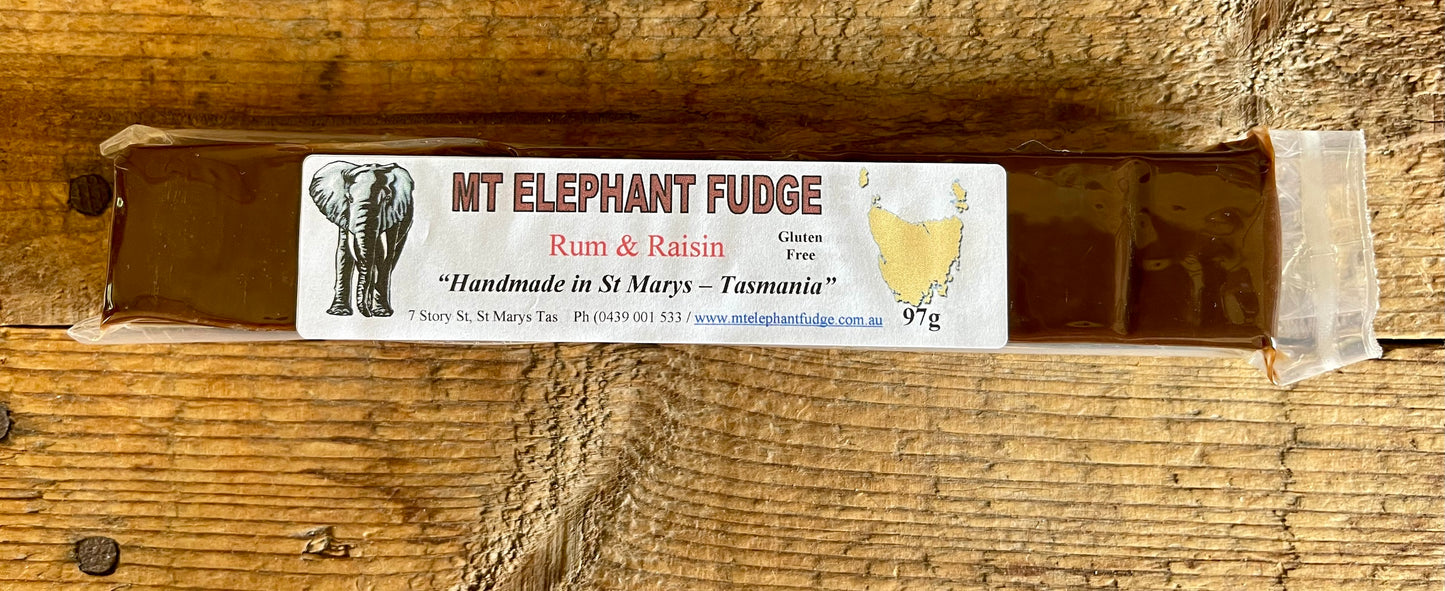 MT ELEPHANT FUDGE
Rum & Raisin
Gluten
Free
“Handmade in St Marys – Tasmania”
7 Story St, St Marys Tas Ph (0439 001 533 / www.mtelephantfudge.com.au
97g